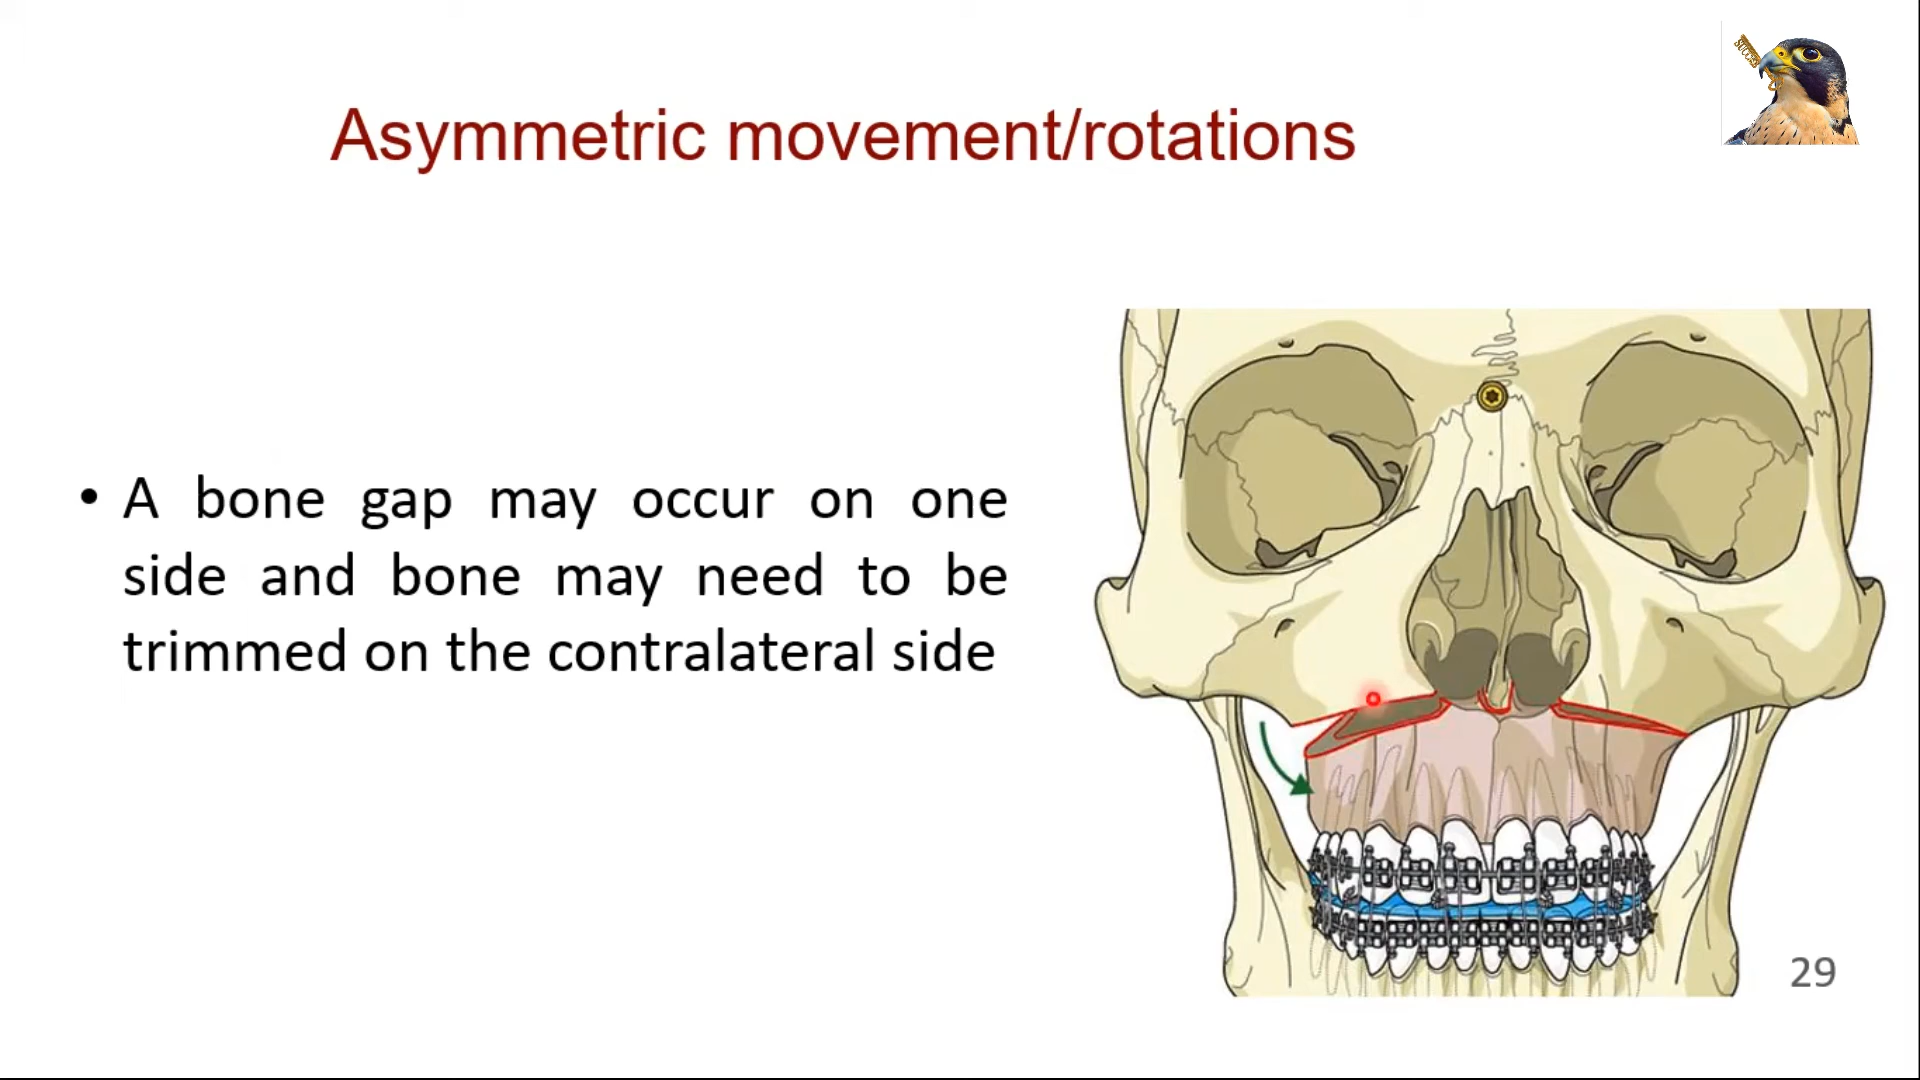 SUCCESS
Asymmetric movement/rotations
• A bone gap may occur on one
side and bone may need to be
trimmed on the contralateral side
29